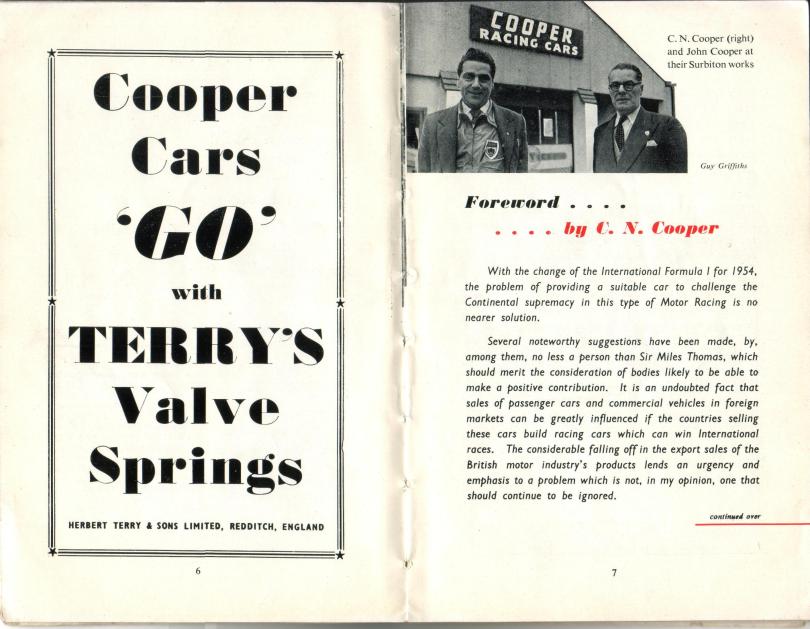 Cooper
Cars
‘GO’
with
TERRY'S
Valve
Springs
HERBERT TERRY & SONS LIMITED, REDDITCH, ENGLAND
6
COOPER
RACING CARS
C. N. Cooper (right)
and John Cooper at
their Surbiton works
Guy Griffiths
Foreword . . . .
. . . . by C. N. Cooper
With the change of the International Formula I for 1954,
the problem of providing a suitable car to challenge the
Continental supremacy in this type of Motor Racing is no
nearer solution.
Several noteworthy suggestions have been made, by,
among them, no less a person than Sir Miles Thomas, which
should merit the consideration of bodies likely to be able to
make a positive contribution. It is an undoubted fact that
sales of passenger cars and commercial vehicles in foreign
markets can be greatly influenced if the countries selling
these cars build racing cars which can win International
races. The considerable falling off in the export sales of the
British motor industry's products lends an urgency and
emphasis to a problem which is not, in my opinion, one that
should continue to be ignored.
continued over
7